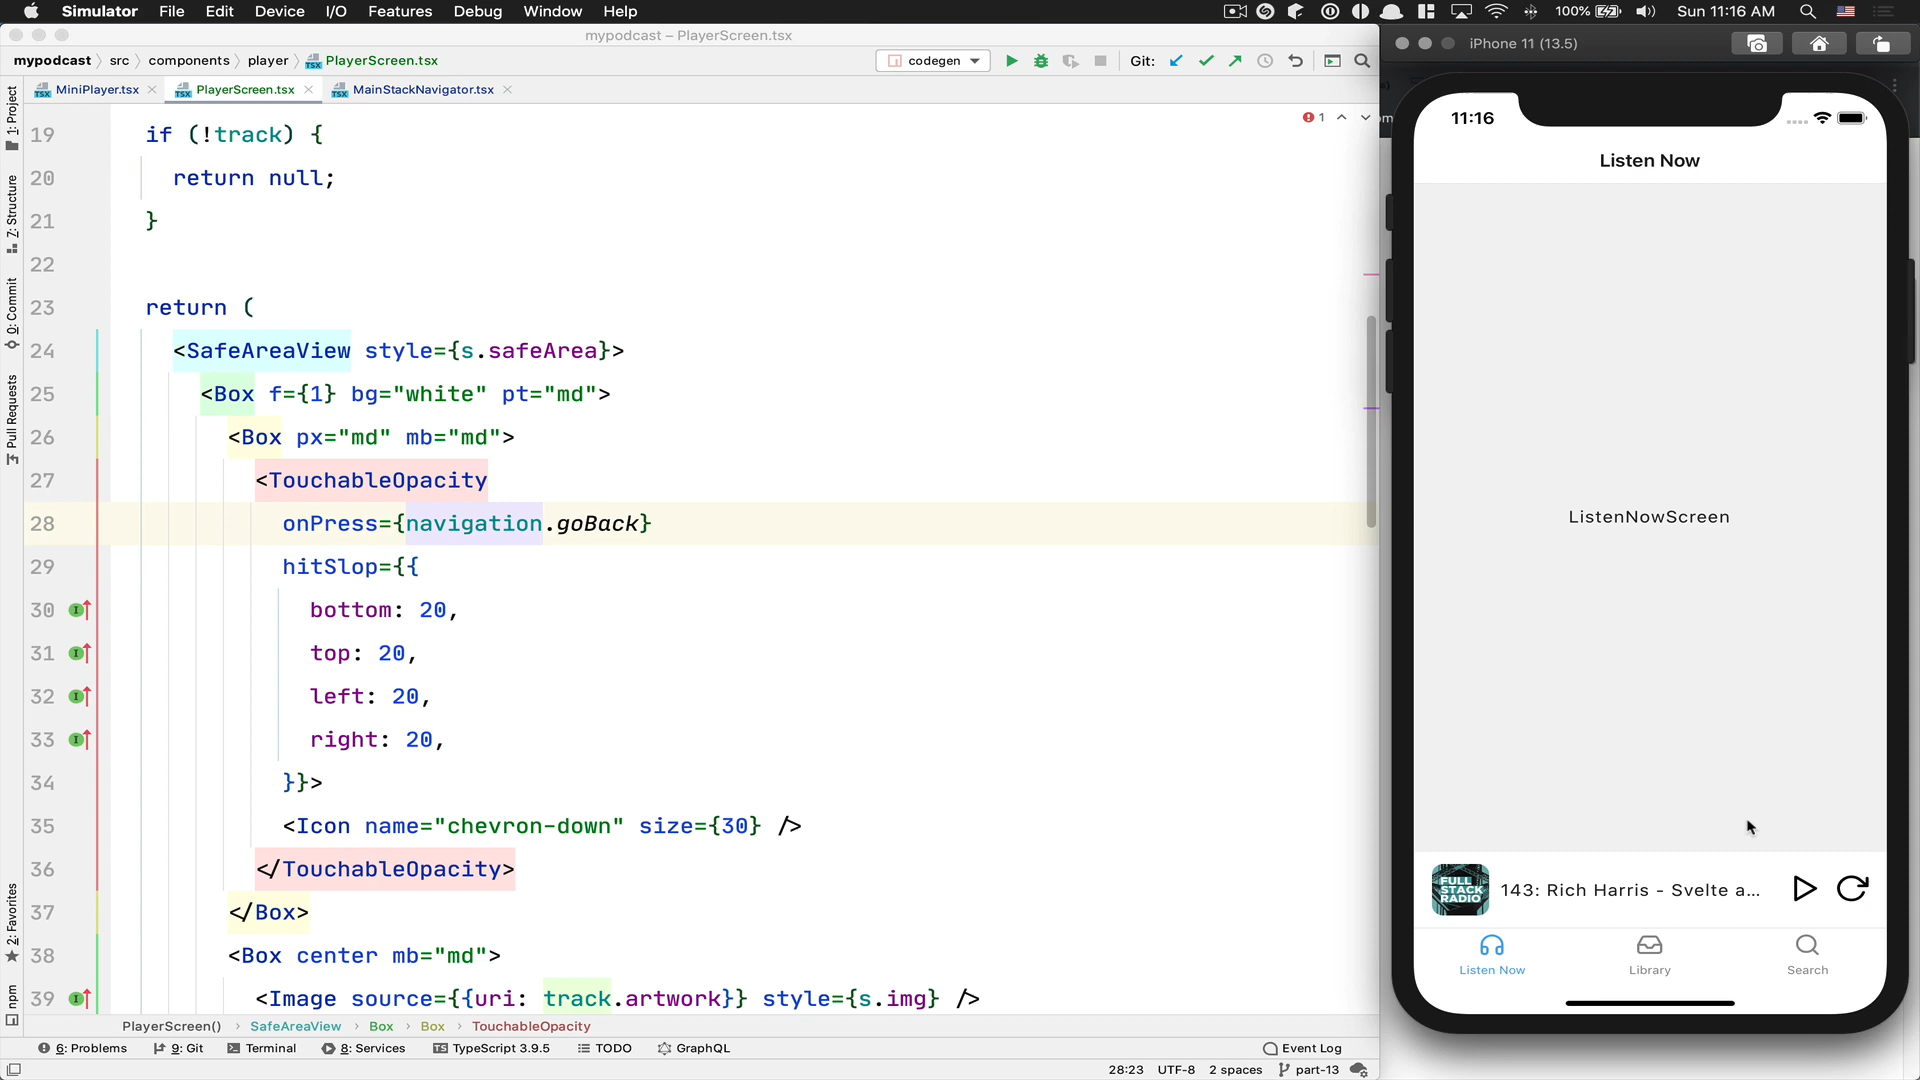 Simulator File Edit Device I/O Features Debug Window Help 100% Sun 11:16 AM
mypodcast – PlayerScreen.tsx
mypodcast src components player PlayerScreen.tsx codegen Git:
MiniPlayer.tsx PlayerScreen.tsx MainStackNavigator.tsx
1: Project
7: Structure
0: Commit
Pull Requests
2: Favorites
npm
1
19 if (!track) {
20 return null;
21 }
22
23 return (
24 <SafeAreaView style={s.safeArea}>
25 <Box f={1} bg="white" pt="md">
26 <Box px="md" mb="md">
27 <TouchableOpacity
28 onPress={navigation.goBack}
29 hitSlop={{
30 bottom: 20,
31 top: 20,
32 left: 20,
33 right: 20,
34 }}>
35 <Icon name="chevron-down" size={30} />
36 </TouchableOpacity>
37 </Box>
38 <Box center mb="md">
39 <Image source={{uri: track.artwork}} style={s.img} />
PlayerScreen() SafeAreaView Box Box TouchableOpacity
6: Problems 9: Git Terminal 8: Services TypeScript 3.9.5 TODO GraphQL Event Log
28:23 UTF-8 2 spaces part-13
iPhone 11 (13.5)
11:16
Listen Now
ListenNowScreen
FULL
STACK
RADIO
143: Rich Harris - Svelte a...
Listen Now Library Search